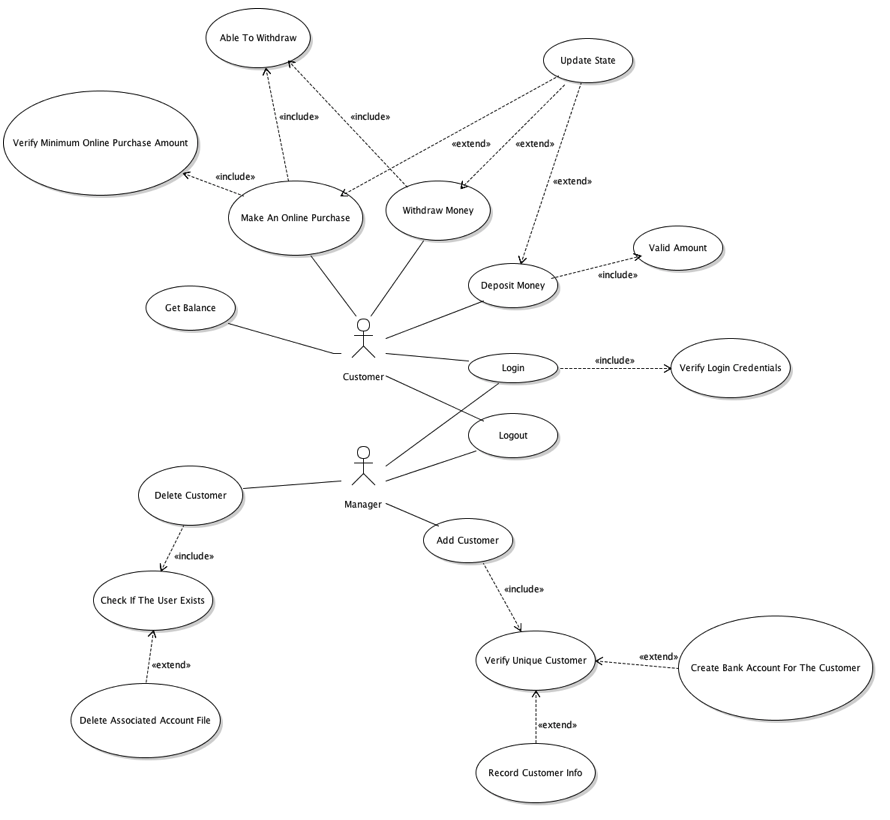 Able To Withdraw
Update State
«include»
«include»
Verify Minimum Online Purchase Amount
«extend»
«extend»
«include»
«extend»
Make An Online Purchase
Withdraw Money
Valid Amount
«include»
Deposit Money
Get Balance
Customer
Login
«include»
Verify Login Credentials
Logout
Manager
Delete Customer
Add Customer
«include»
«include»
Check If The User Exists
Verify Unique Customer
«extend»
Create Bank Account For The Customer
«extend»
Delete Associated Account File
«extend»
Record Customer Info